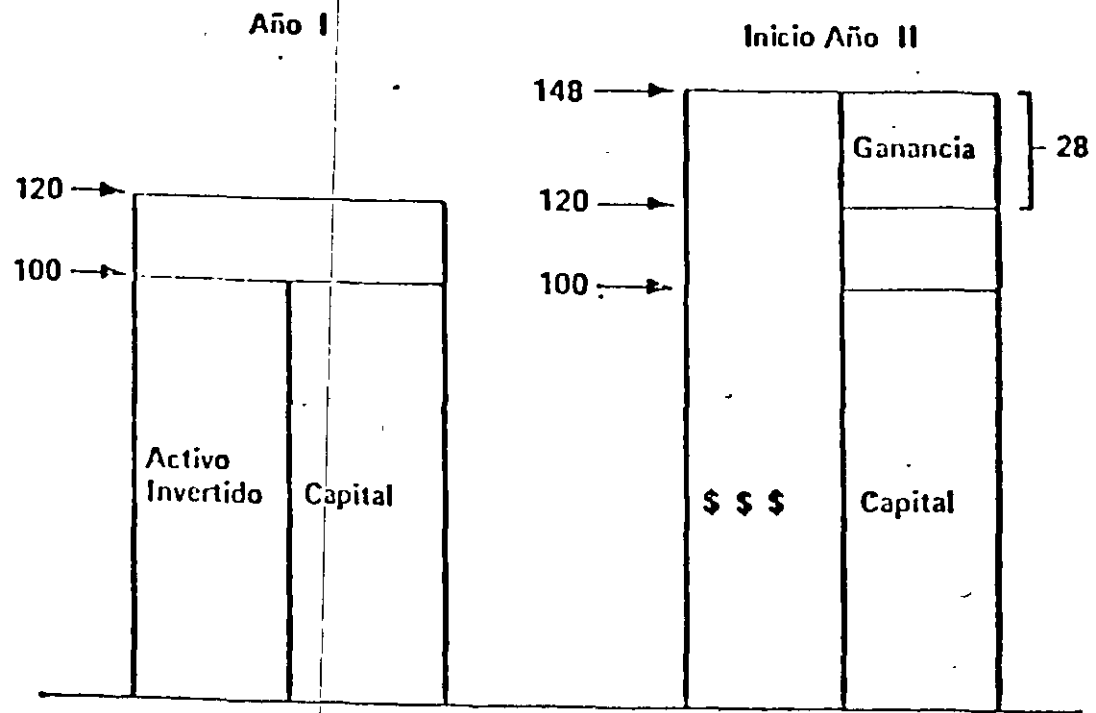 Año I
120
100
Activo
Invertido
Capital
Inicio Año II
148
120
100
Ganancia
28
$ $ $
Capital